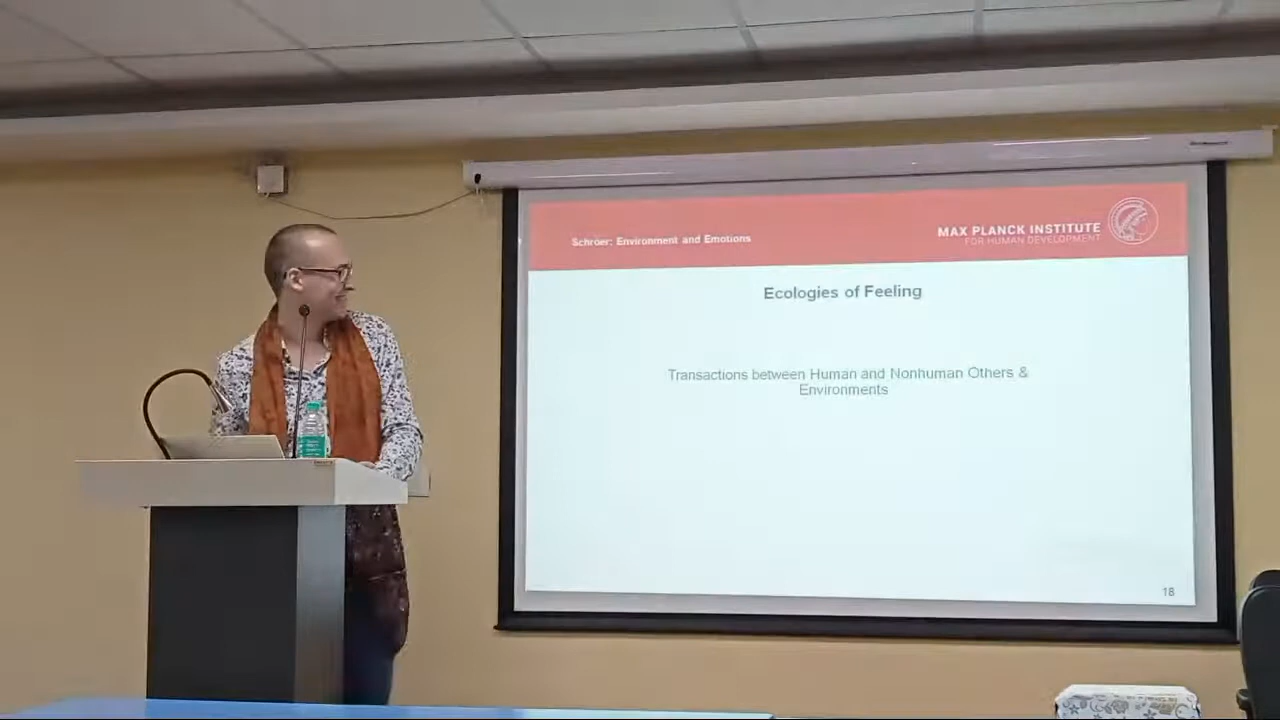 Schroer: Environment and Emotions
MAX PLANCK INSTITUTE
FOR HUMAN DEVELOPMENT
Ecologies of Feeling
Transactions between Human and Nonhuman Others &
Environments
18